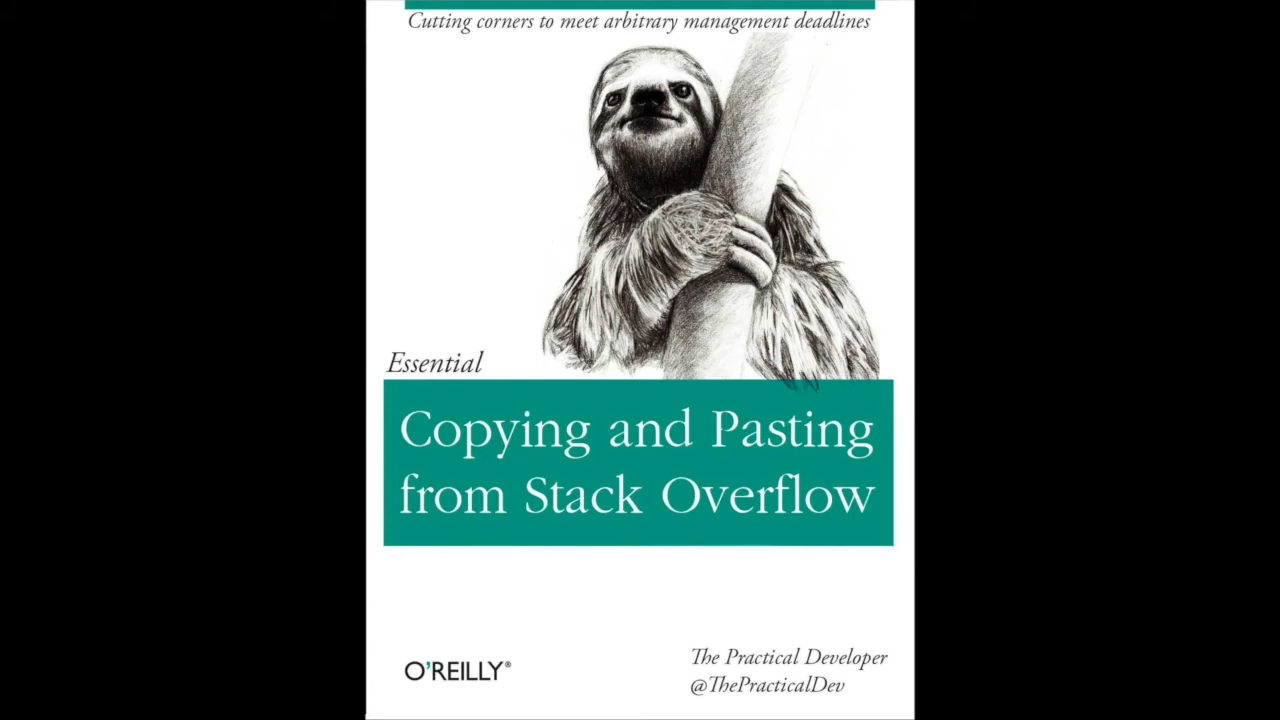 Cutting corners to meet arbitrary management deadlines
Essential
Copying and Pasting
from Stack Overflow
O'REILLY®
The Practical Developer
@ThePracticalDev